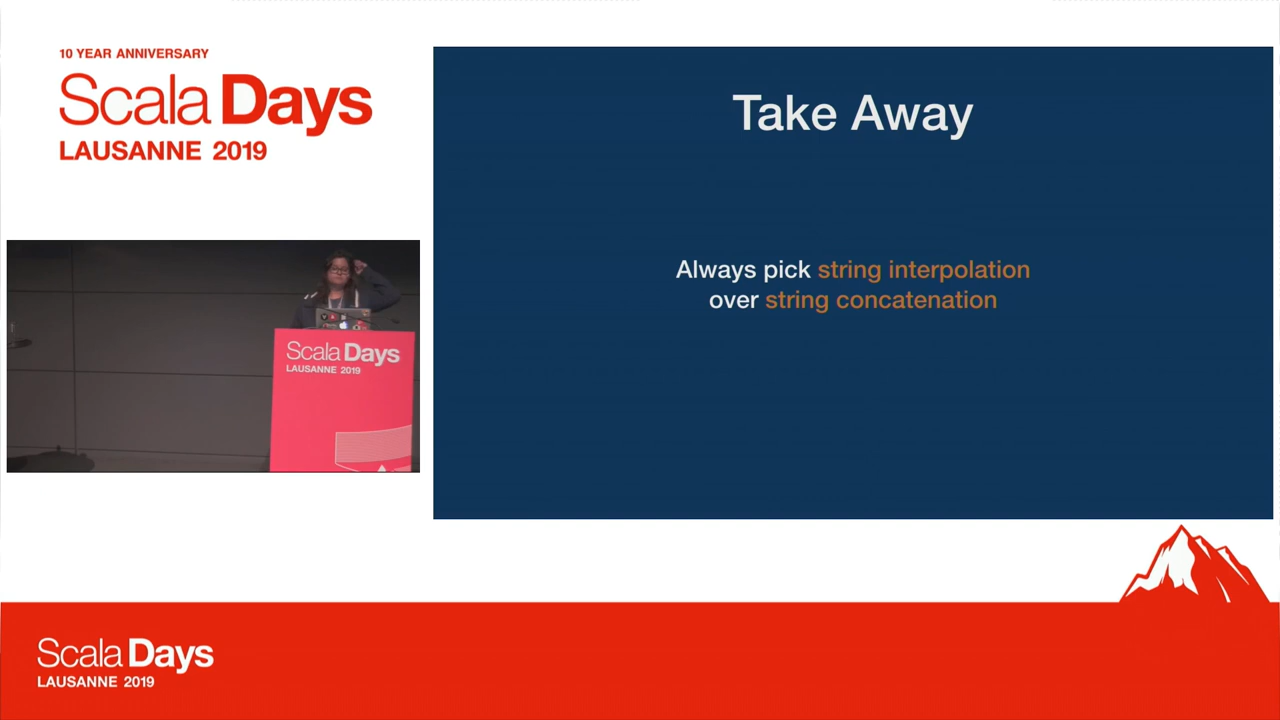 10 YEAR ANNIVERSARY
Scala Days
LAUSANNE 2019
Take Away
Always pick string interpolation
over string concatenation
Scala Days
LAUSANNE 2019
Scala Days
LAUSANNE 2019